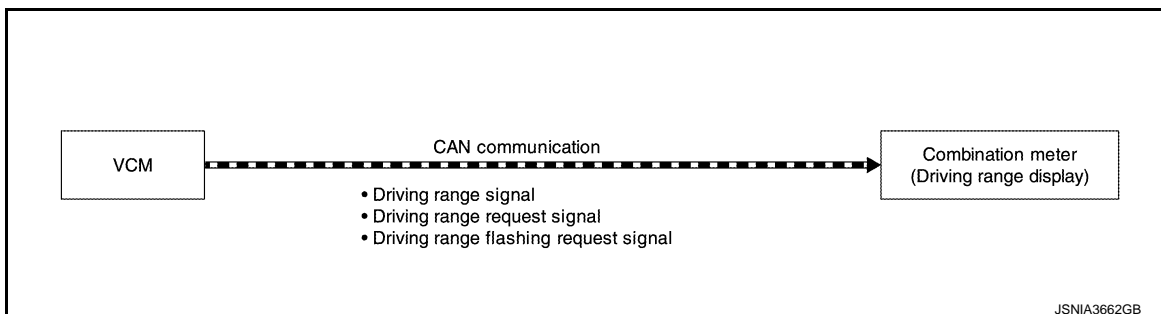 VCM
CAN communication
• Driving range signal
• Driving range request signal
• Driving range flashing request signal
Combination meter
(Driving range display)
JSNIA3662GB